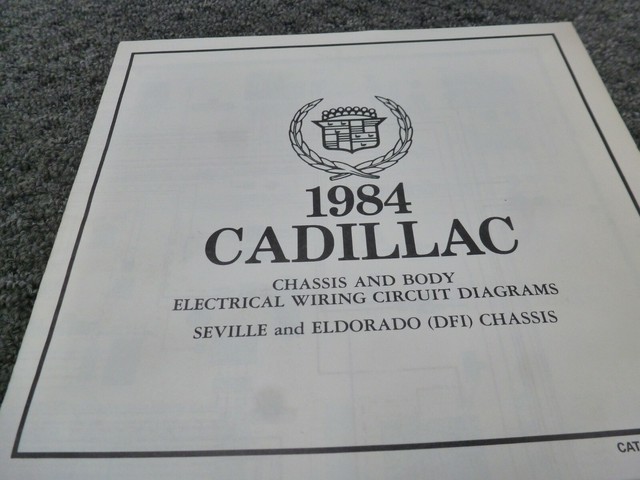 1984
CADILLAC
CHASSIS AND BODY
ELECTRICAL WIRING CIRCUIT DIAGRAMS
SEVILLE and ELDORADO (DFI) CHASSIS
CAT